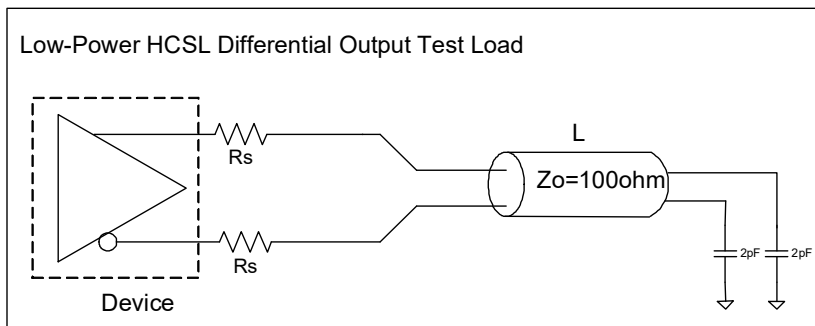 Low-Power HCSL Differential Output Test Load
L
Rs
Zo=100ohm
Rs
2pF
2pF
Device